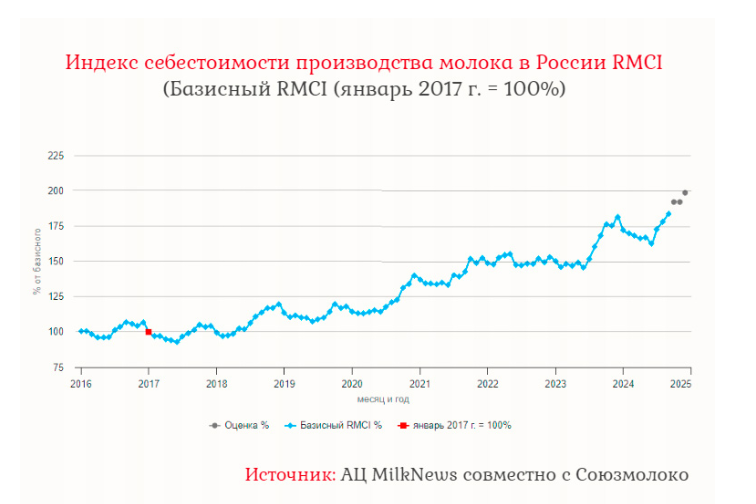 Индекс себестоимости производства молока в России RMCI
(Базисный RMCI (январь 2017 г. = 100%)
225
200
175
150
125
100
75
% от базисного
2016 2017 2018 2019 2020 2021 2022 2023 2024 2025
месяц и год
Оценка % Базисный RMCI % январь 2017 г. = 100%
Источник: АЦ MilkNews совместно с Союзмолоко